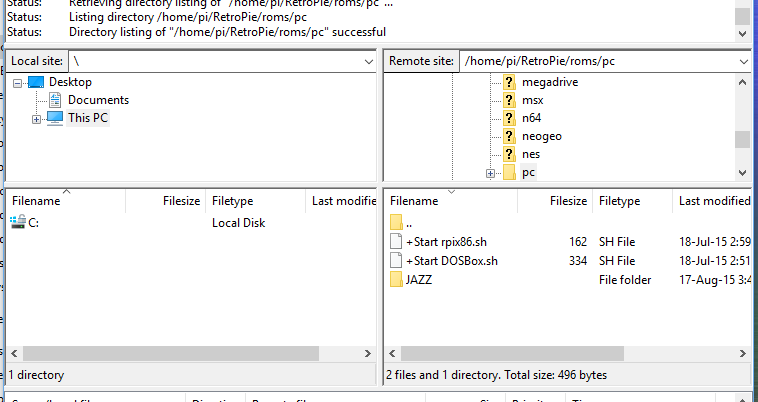 Status: Retrieving directory listing of "/home/pi/RetroPie/roms/pc"...
Status: Listing directory /home/pi/RetroPie/roms/pc
Status: Directory listing of "/home/pi/RetroPie/roms/pc" successful
Local site: \
Desktop
Documents
This PC
Remote site: /home/pi/RetroPie/roms/pc
megadrive
msx
n64
neogeo
nes
pc
Filename Filesize Filetype Last modifie
C: Local Disk
1 directory
Filename Filesize Filetype Last modified
..
+Start rpix86.sh 162 SH File 18-Jul-15 2:59
+Start DOSBox.sh 334 SH File 18-Jul-15 2:51
JAZZ File folder 17-Aug-15 3:4
2 files and 1 directory. Total size: 496 bytes